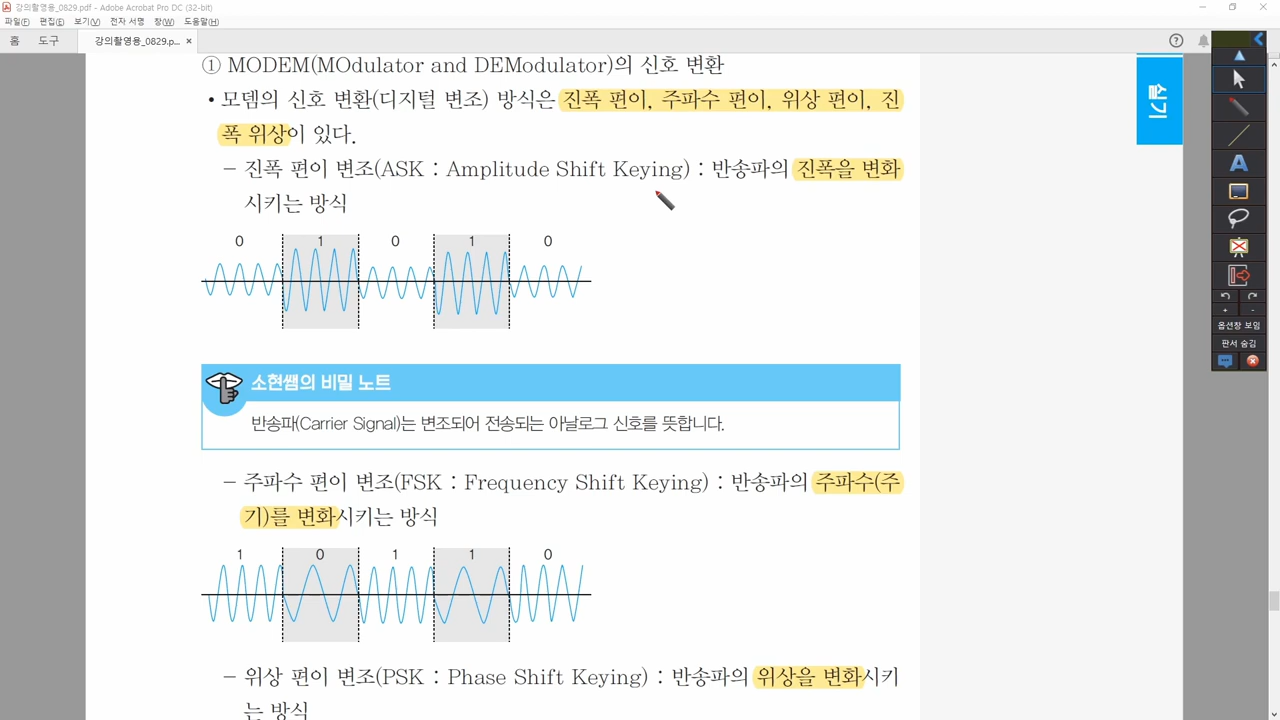 강의촬영용_0829.pdf - Adobe Acrobat Pro DC (32-bit)
파일(F) 편집(E) 보기(V) 전자 서명 창(W) 도움말(H)
홈 도구 강의촬영용_0829.p... ×
① MODEM(MOdulator and DEModulator)의 신호 변환
• 모뎀의 신호 변환(디지털 변조) 방식은 진폭 편이, 주파수 편이, 위상 편이, 진
폭 위상이 있다.
– 진폭 편이 변조(ASK : Amplitude Shift Keying) : 반송파의 진폭을 변화
시키는 방식
0 1 0 1 0
소현쌤의 비밀 노트
반송파(Carrier Signal)는 변조되어 전송되는 아날로그 신호를 뜻합니다.
– 주파수 편이 변조(FSK : Frequency Shift Keying) : 반송파의 주파수(주
기)를 변화시키는 방식
1 0 1 1 0
– 위상 편이 변조(PSK : Phase Shift Keying) : 반송파의 위상을 변화시키
는 방식
실기
A
+ -
옵션창 보임
판서 숨김